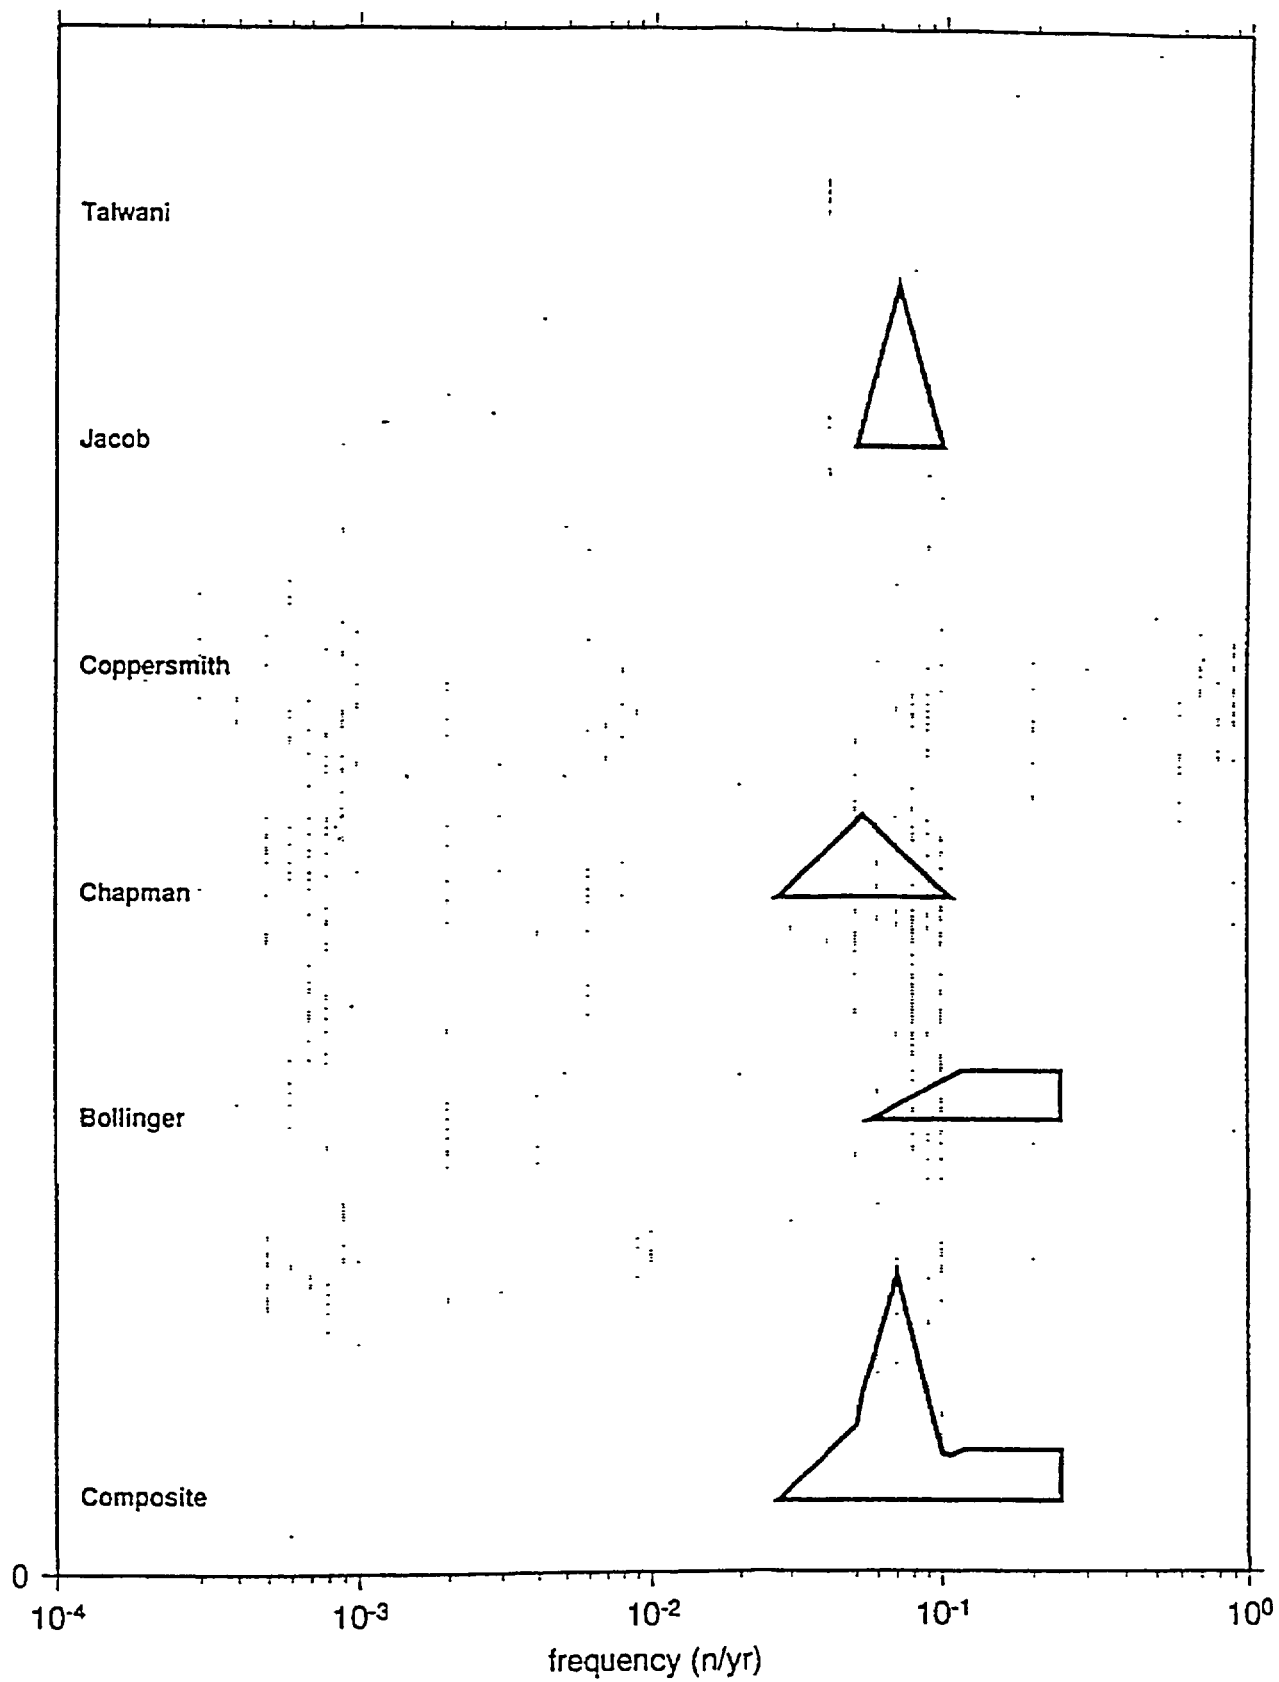 Talwani
Jacob
Coppersmith
Chapman
Bollinger
Composite
0
10-4 10-3 10-2 10-1 100
frequency (n/yr)